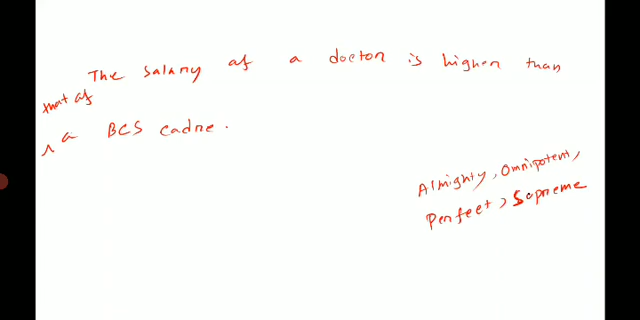 The salary of a doctor is higher than
that of
^ a BCS cadre.
Almighty, Omnipotent,
Perfect, Supreme